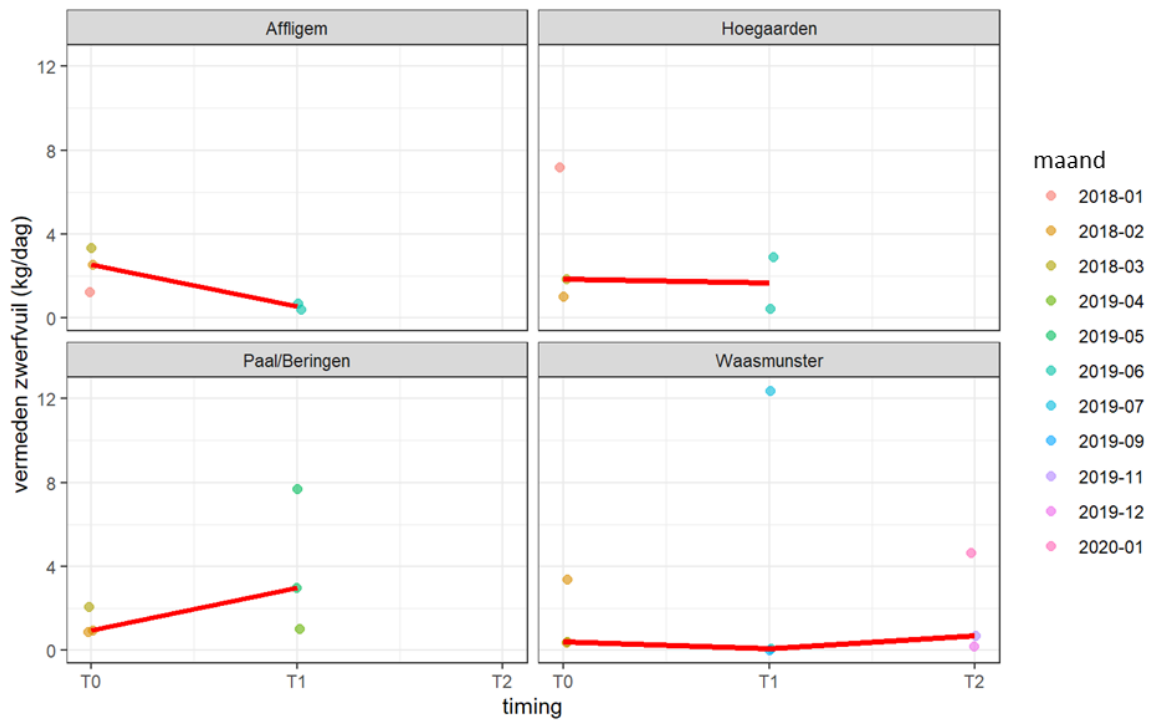 Affligem
Hoegaarden
12
8
4
0
Paal/Beringen
Waasmunster
12
8
4
0
T0
T1
T2
T0
T1
T2
timing
vermeden zwerfvuil (kg/dag)
maand
2018-01
2018-02
2018-03
2019-04
2019-05
2019-06
2019-07
2019-09
2019-11
2019-12
2020-01